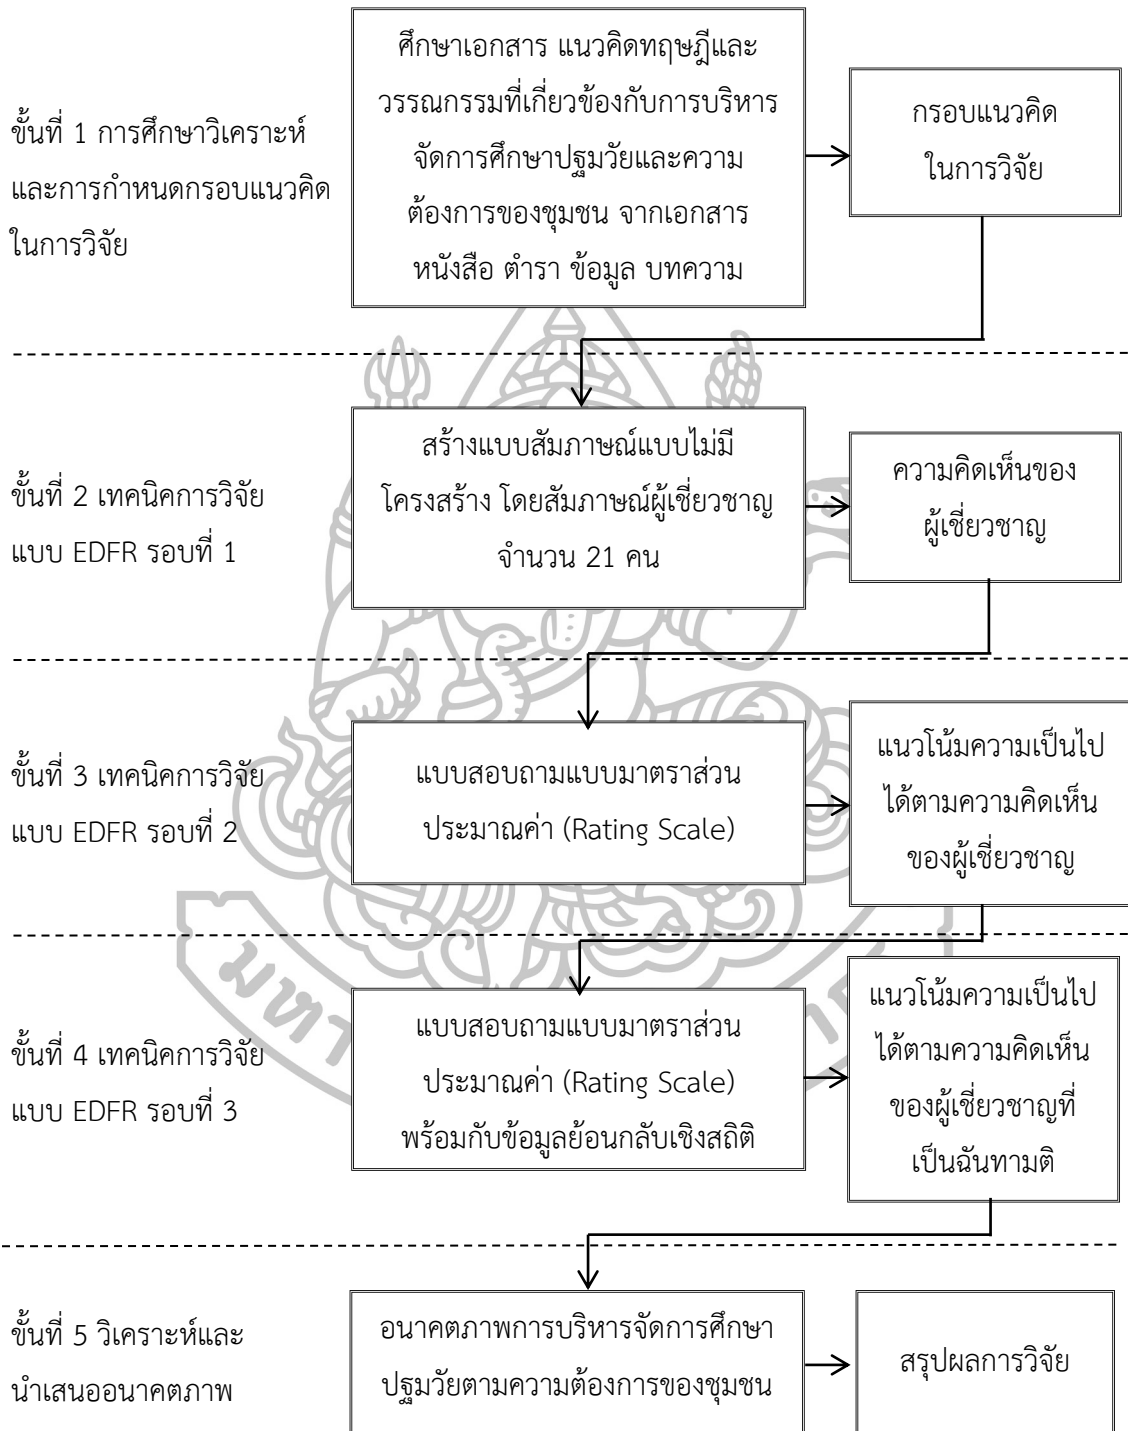 ขั้นที่ 1 การศึกษาวิเคราะห์
และการกำหนดกรอบแนวคิด
ในการวิจัย
ศึกษาเอกสาร แนวคิดทฤษฎีและ
วรรณกรรมที่เกี่ยวข้องกับการบริหาร
จัดการศึกษาปฐมวัยและความ
ต้องการของชุมชน จากเอกสาร
หนังสือ ตำรา ข้อมูล บทความ
กรอบแนวคิด
ในการวิจัย
ขั้นที่ 2 เทคนิคการวิจัย
แบบ EDFR รอบที่ 1
สร้างแบบสัมภาษณ์แบบไม่มี
โครงสร้าง โดยสัมภาษณ์ผู้เชี่ยวชาญ
จำนวน 21 คน
ความคิดเห็นของ
ผู้เชี่ยวชาญ
ขั้นที่ 3 เทคนิคการวิจัย
แบบ EDFR รอบที่ 2
แบบสอบถามแบบมาตราส่วน
ประมาณค่า (Rating Scale)
แนวโน้มความเป็นไป
ได้ตามความคิดเห็น
ของผู้เชี่ยวชาญ
ขั้นที่ 4 เทคนิคการวิจัย
แบบ EDFR รอบที่ 3
แบบสอบถามแบบมาตราส่วน
ประมาณค่า (Rating Scale)
พร้อมกับข้อมูลย้อนกลับเชิงสถิติ
แนวโน้มความเป็นไป
ได้ตามความคิดเห็น
ของผู้เชี่ยวชาญที่
เป็นฉันทามติ
ขั้นที่ 5 วิเคราะห์และ
นำเสนออนาคตภาพ
อนาคตภาพการบริหารจัดการศึกษา
ปฐมวัยตามความต้องการของชุมชน
สรุปผลการวิจัย